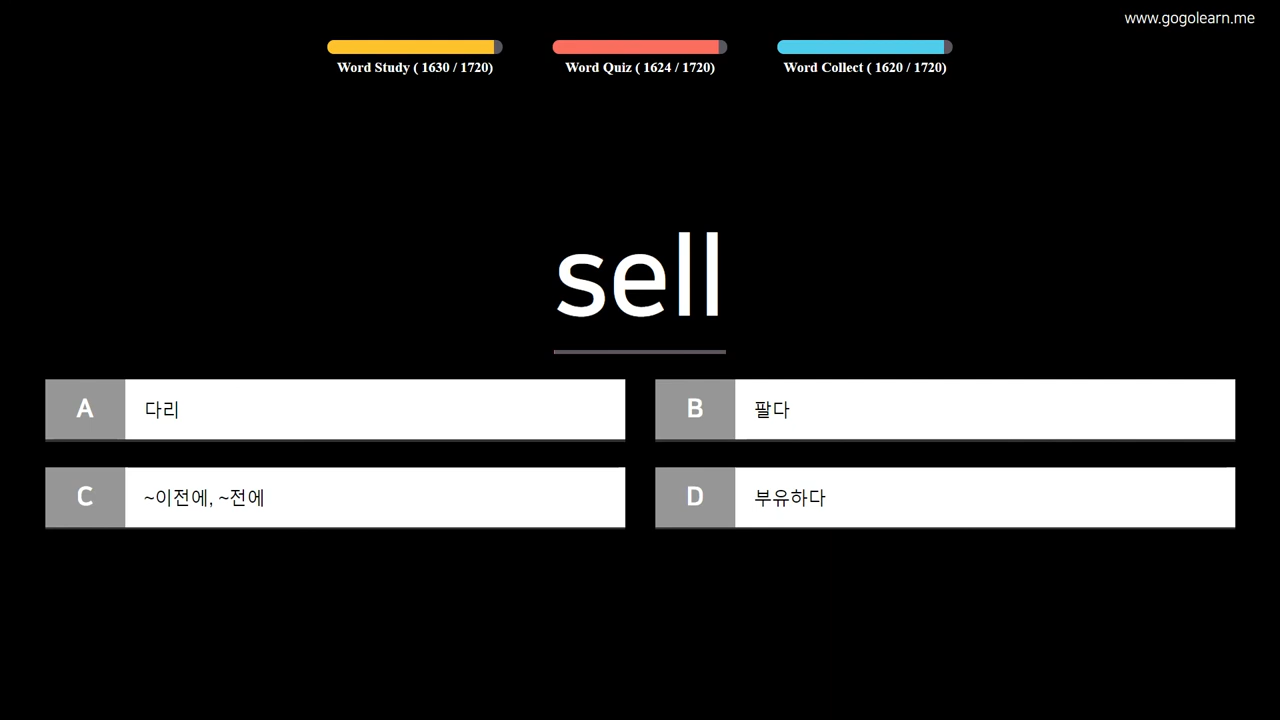 www.gogolearn.me
Word Study ( 1630 / 1720)
Word Quiz ( 1624 / 1720)
Word Collect ( 1620 / 1720)
sell
A 다리
B 팔다
C ~이전에, ~전에
D 부유하다